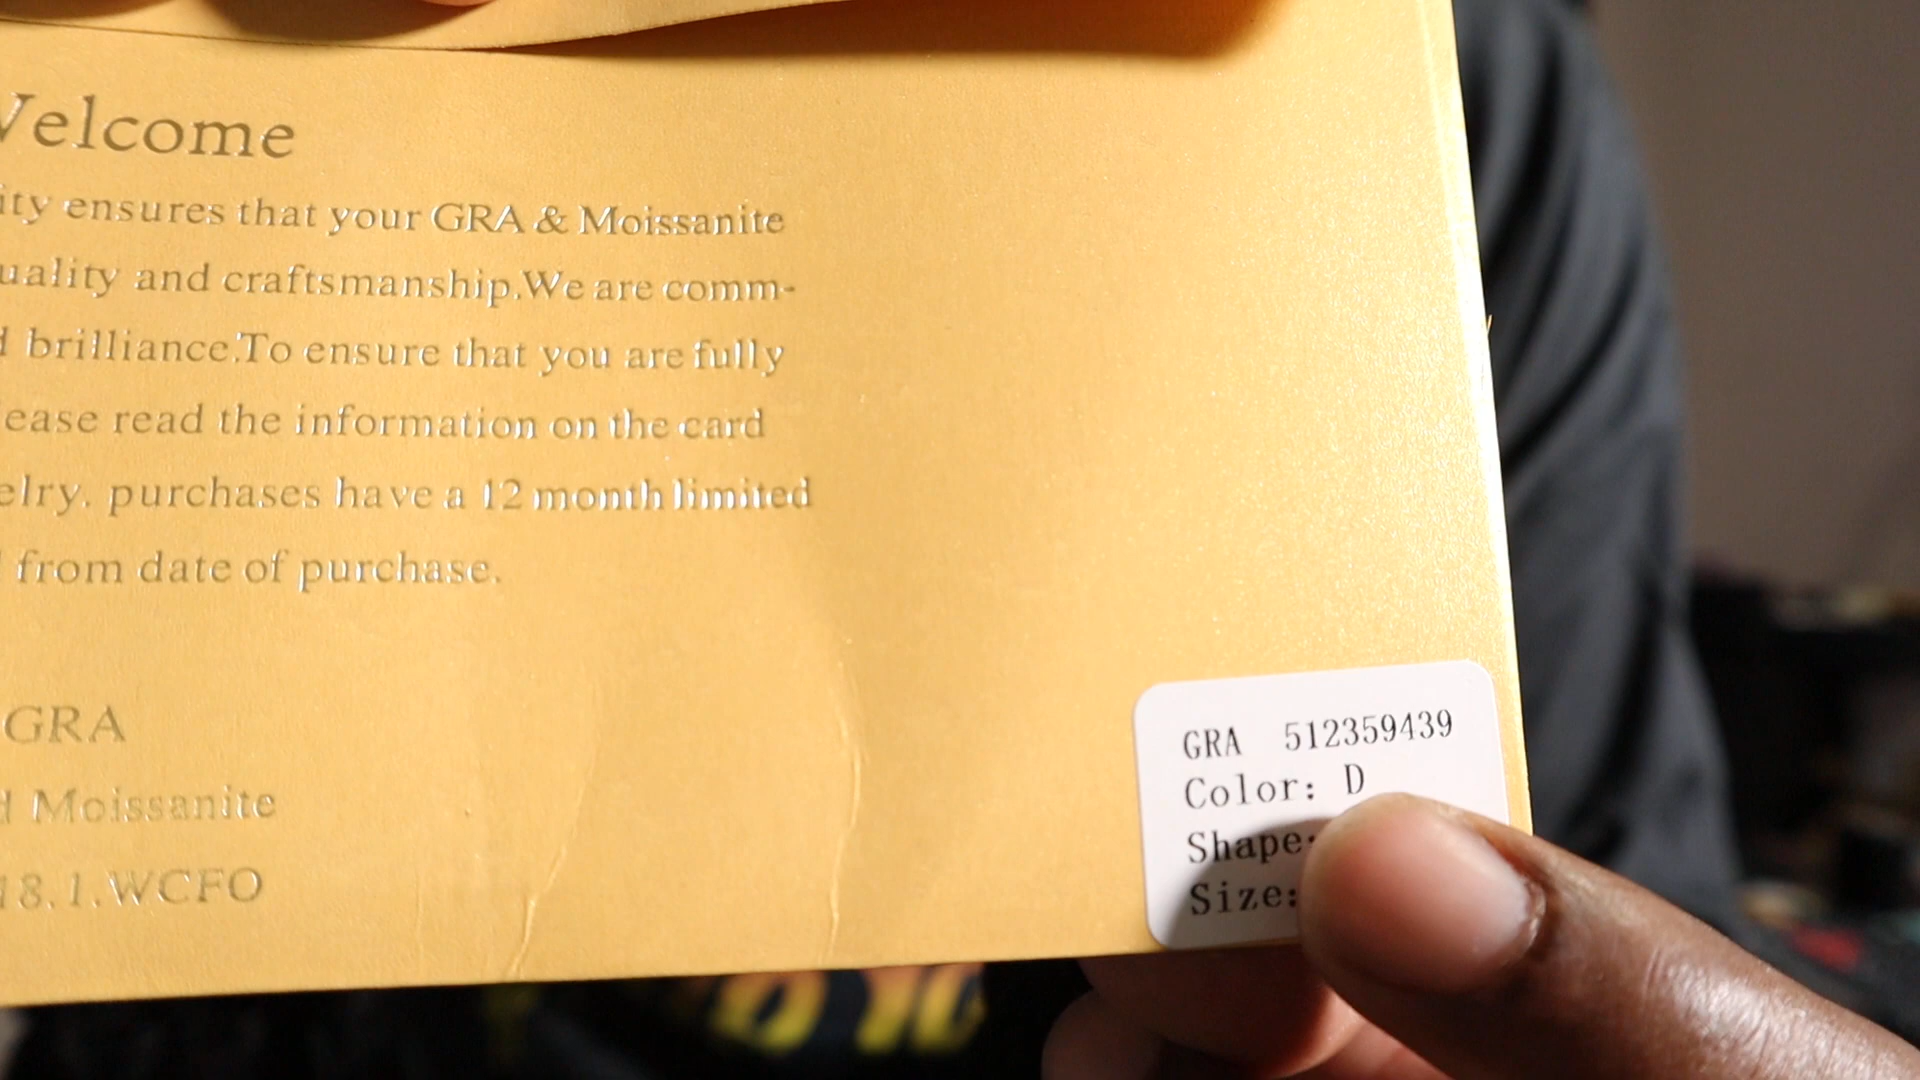 Welcome
ity ensures that your GRA & Moissanite
uality and craftsmanship.We are comm-
d brilliance.To ensure that you are fully
ease read the information on the card
elry. purchases have a 12 month limited
from date of purchase.
GRA
d Moissanite
18.1.WCFO
GRA 512359439
Color: D
Shape:
Size: